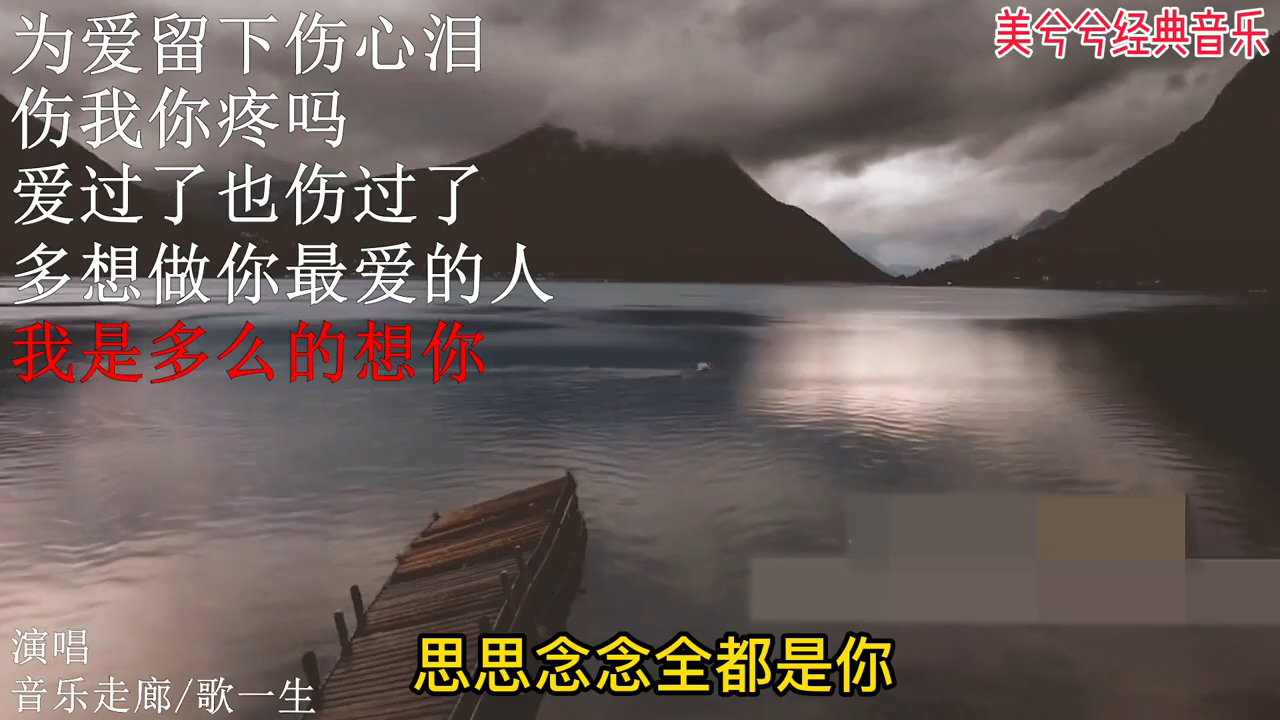 为爱留下伤心泪
伤我你疼吗
爱过了也伤过了
多想做你最爱的人
我是多么的想你
美兮兮经典音乐
演唱
音乐走廊/歌一生
思思念念全都是你